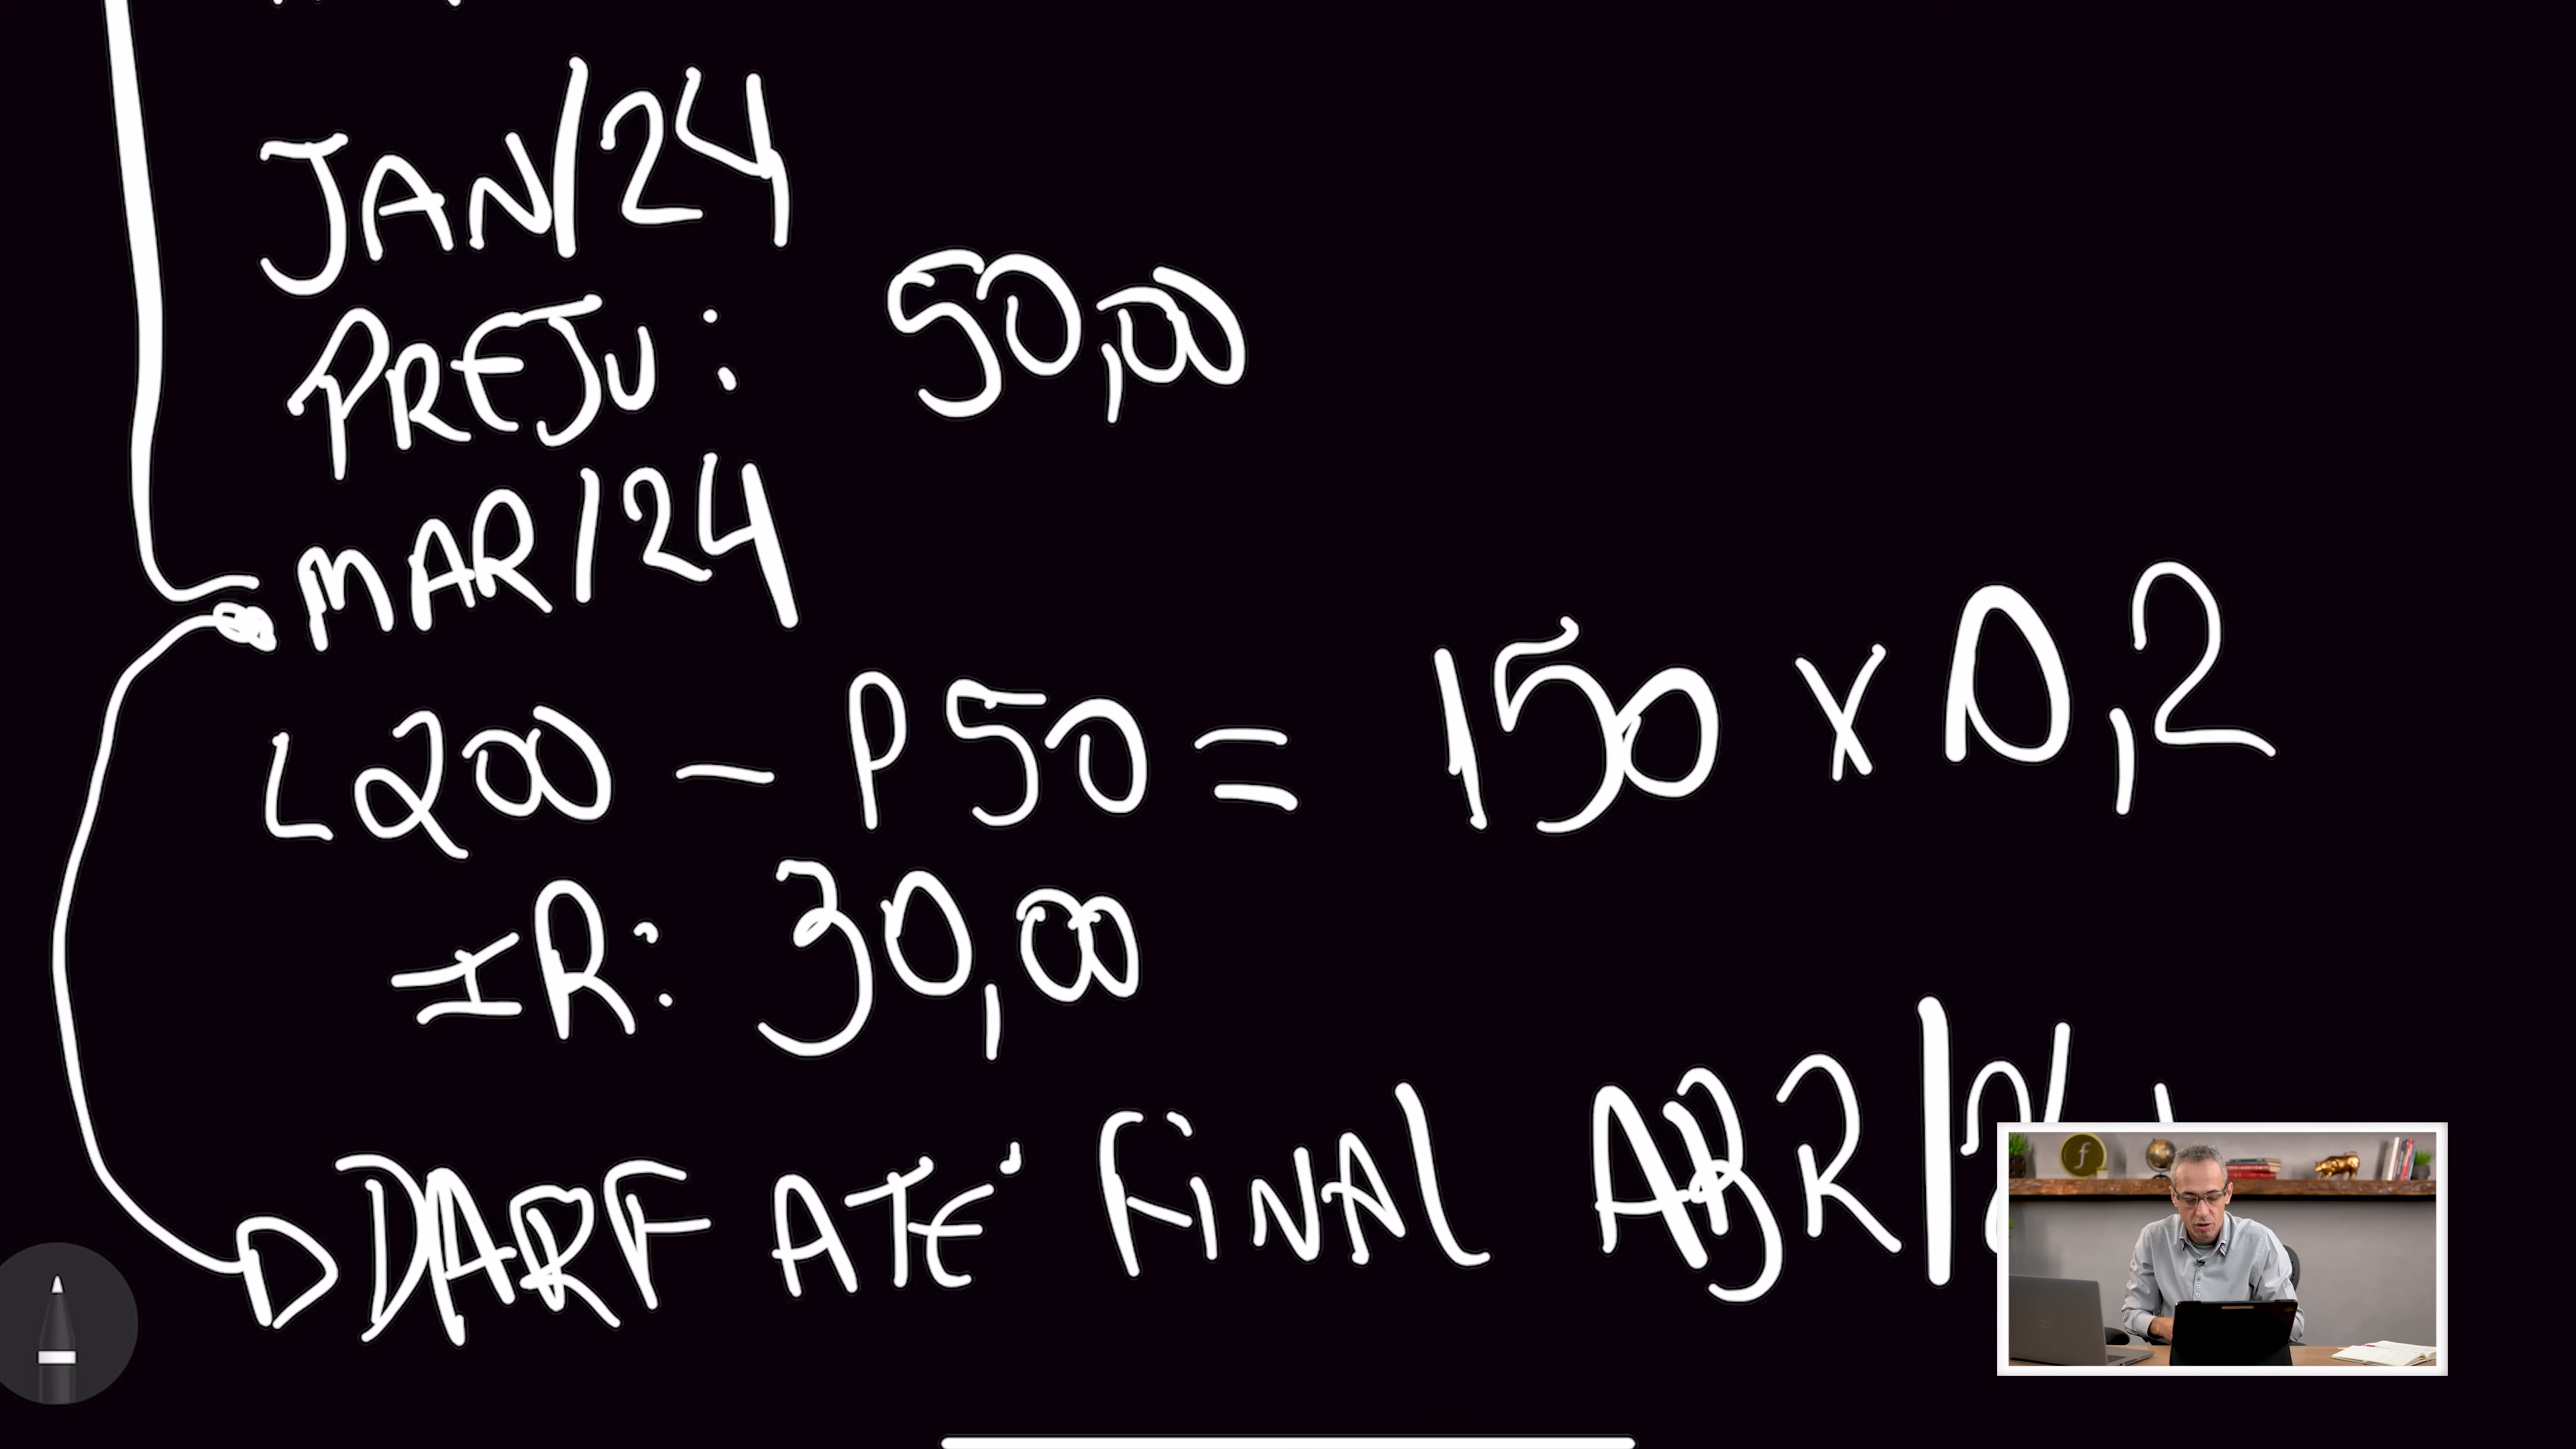 JAN/24
PREJU: 50,00
MAR/24
L200 - P50 = 150 x 0,2
IR: 30,00
DARF ATÉ FINAL ABR/2